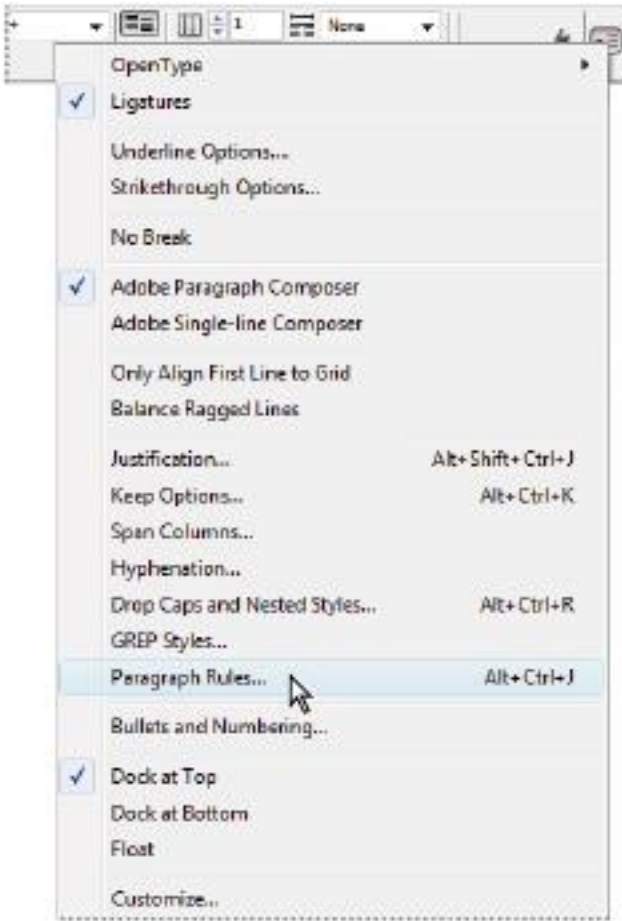 1 None
OpenType
Ligatures
Underline Options...
Strikethrough Options...
No Break
Adobe Paragraph Composer
Adobe Single-line Composer
Only Align First Line to Grid
Balance Ragged Lines
Justification... Alt+Shift+Ctrl+J
Keep Options... Alt+Ctrl+K
Span Columns...
Hyphenation...
Drop Caps and Nested Styles... Alt+Ctrl+R
GREP Styles...
Paragraph Rules... Alt+Ctrl+J
Bullets and Numbering...
Dock at Top
Dock at Bottom
Float
Customize...